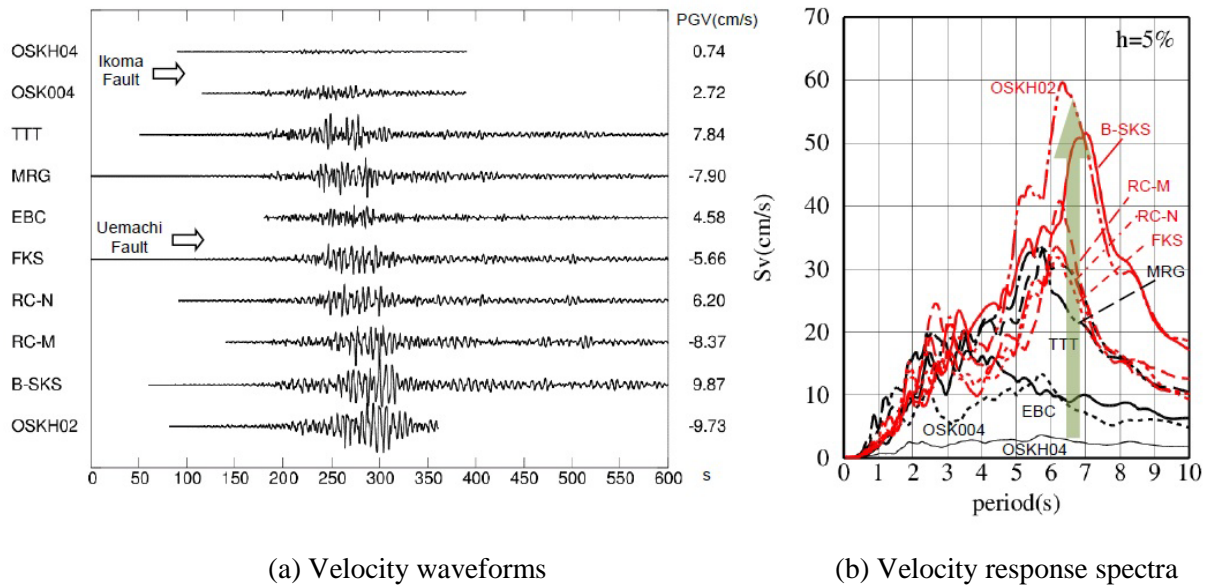 PGV(cm/s)
OSKH04
Ikoma
Fault
0.74
OSK004
2.72
TTT
7.84
MRG
-7.90
EBC
4.58
Uemachi
Fault
FKS
-5.66
RC-N
6.20
RC-M
-8.37
B-SKS
9.87
OSKH02
-9.73
0 50 100 150 200 250 300 350 400 450 500 550 600 s
(a) Velocity waveforms
70
60
50
40
30
20
10
0
Sv(cm/s)
h=5%
OSKH02
B-SKS
RC-M
RC-N
FKS
MRG
TTT
EBC
OSK004
OSKH04
0 1 2 3 4 5 6 7 8 9 10
period(s)
(b) Velocity response spectra